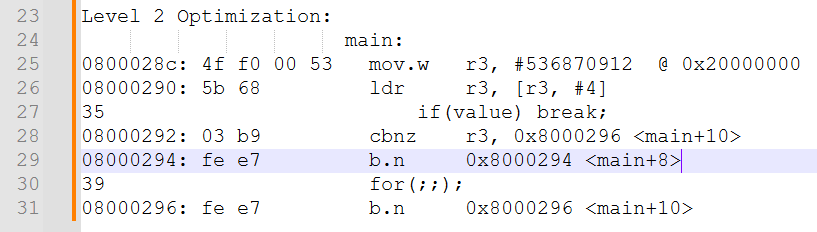 23 Level 2 Optimization:
24 main:
25 0800028c: 4f f0 00 53 mov.w r3, #536870912 @ 0x20000000
26 08000290: 5b 68 ldr r3, [r3, #4]
27 35 if(value) break;
28 08000292: 03 b9 cbnz r3, 0x8000296 <main+10>
29 08000294: fe e7 b.n 0x8000294 <main+8>
30 39 for(;;);
31 08000296: fe e7 b.n 0x8000296 <main+10>